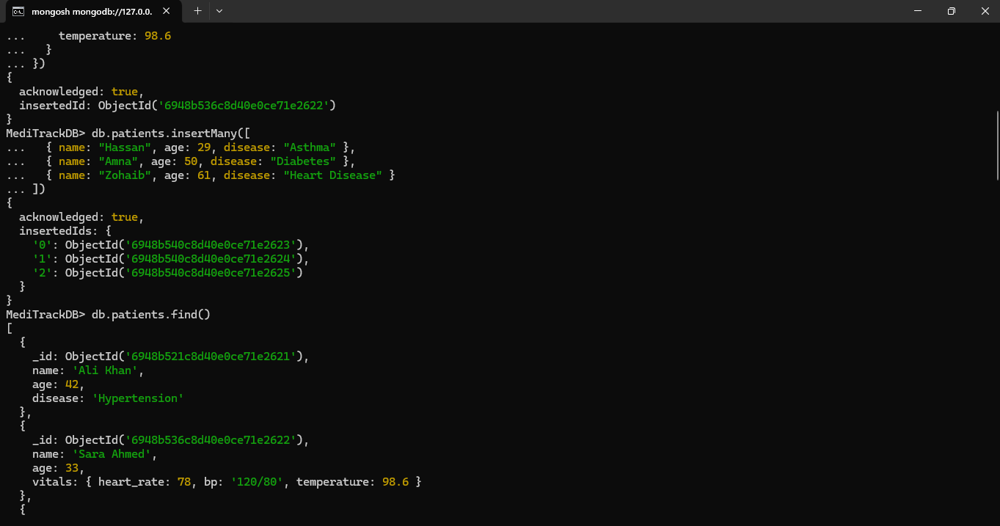 mongosh mongodb://127.0.0.
...     temperature: 98.6
...   }
... })
{
  acknowledged: true,
  insertedId: ObjectId('6948b536c8d40e0ce71e2622')
}
MediTrackDB> db.patients.insertMany([
...   { name: "Hassan", age: 29, disease: "Asthma" },
...   { name: "Amna", age: 50, disease: "Diabetes" },
...   { name: "Zohaib", age: 61, disease: "Heart Disease" }
... ])
{
  acknowledged: true,
  insertedIds: {
    '0': ObjectId('6948b540c8d40e0ce71e2623'),
    '1': ObjectId('6948b540c8d40e0ce71e2624'),
    '2': ObjectId('6948b540c8d40e0ce71e2625')
  }
}
MediTrackDB> db.patients.find()
[
  {
    _id: ObjectId('6948b521c8d40e0ce71e2621'),
    name: 'Ali Khan',
    age: 42,
    disease: 'Hypertension'
  },
  {
    _id: ObjectId('6948b536c8d40e0ce71e2622'),
    name: 'Sara Ahmed',
    age: 33,
    vitals: { heart_rate: 78, bp: '120/80', temperature: 98.6 }
  },
  {